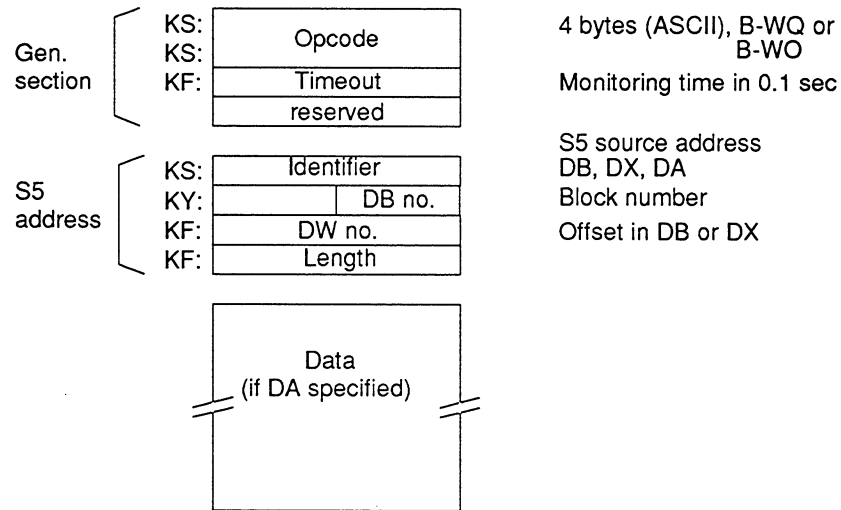 KS: Opcode 4 bytes (ASCII), B-WQ or
Gen. KS: B-WO
section KF: Timeout Monitoring time in 0.1 sec
reserved
S5 source address
KS: Identifier DB, DX, DA
S5 KY: DB no. Block number
address KF: DW no. Offset in DB or DX
KF: Length
Data
(if DA specified)